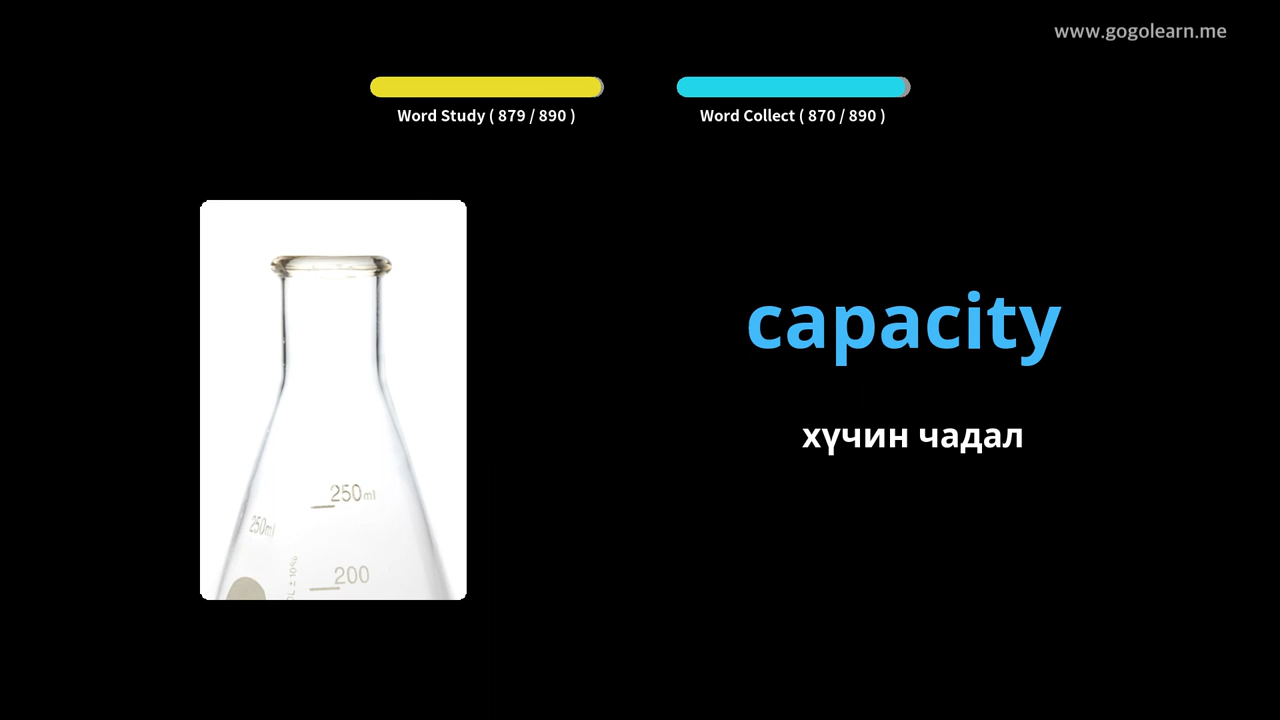 www.gogolearn.me
Word Study ( 879 / 890 )
Word Collect ( 870 / 890 )
capacity
хүчин чадал
250ml
250ml
200